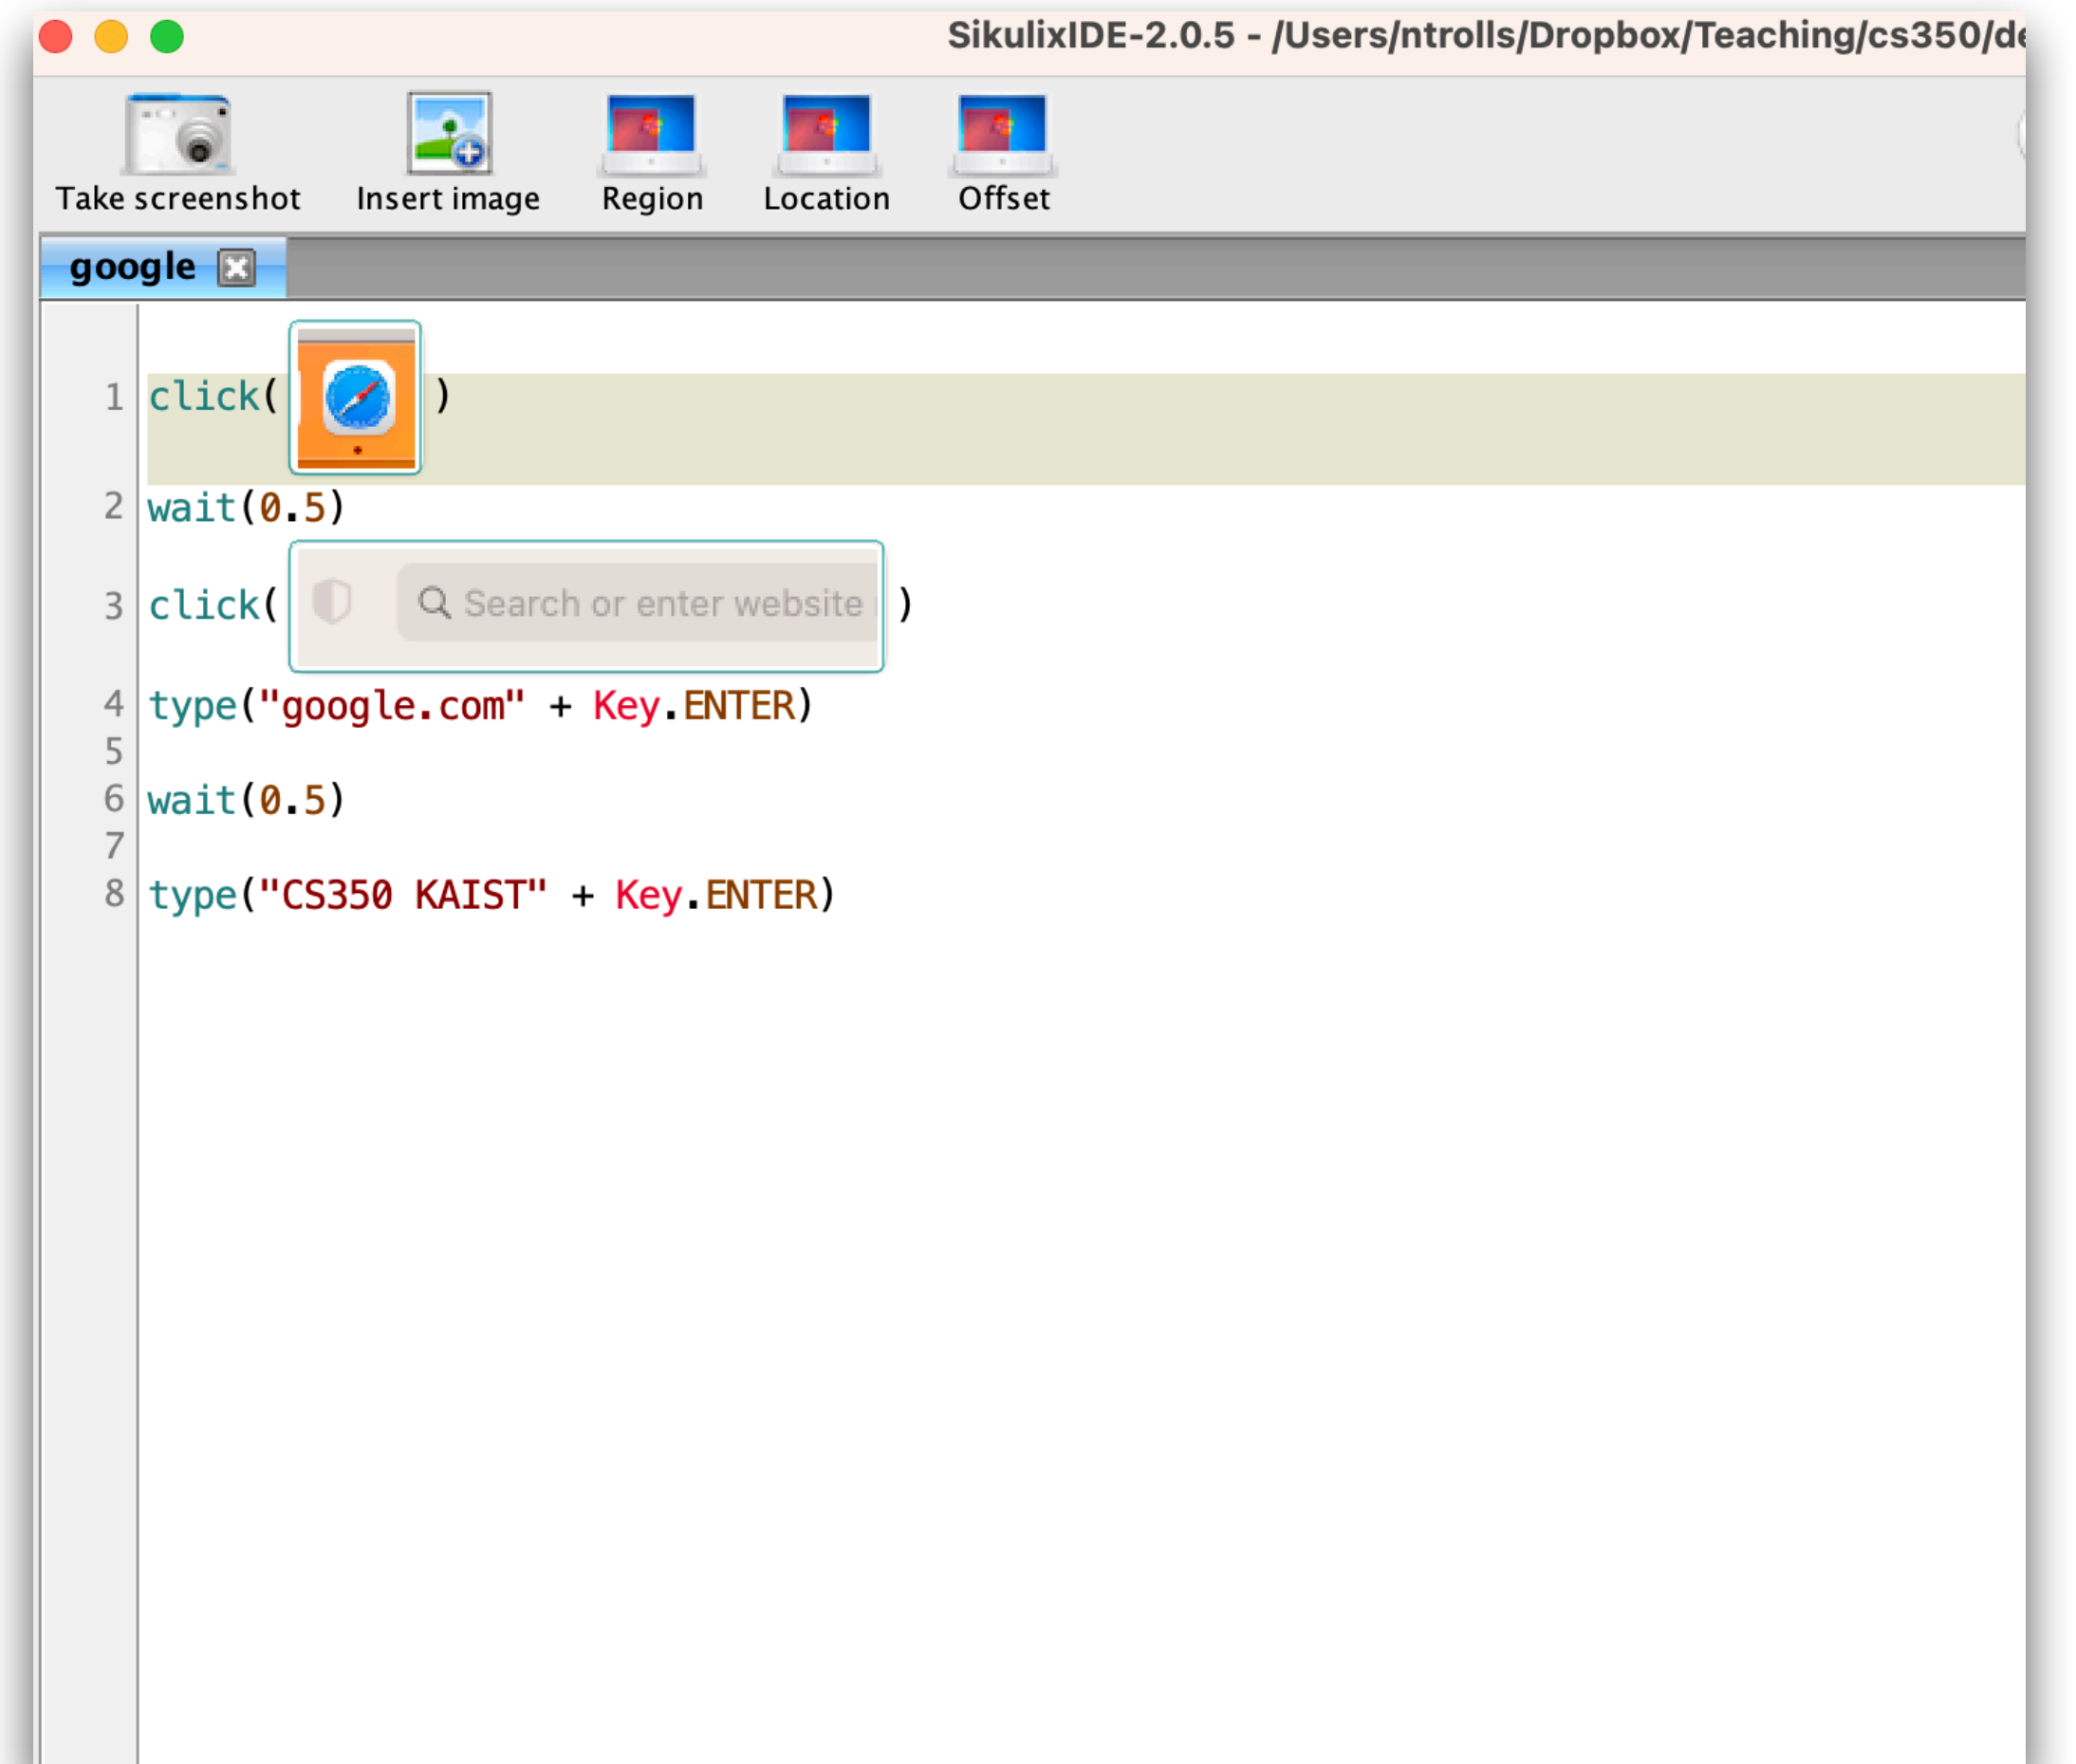 SikulixIDE-2.0.5 - /Users/ntrolls/Dropbox/Teaching/cs350/de
Take screenshot Insert image Region Location Offset
google
1 click( )
2 wait(0.5)
3 click( Search or enter website )
4 type("google.com" + Key.ENTER)
5
6 wait(0.5)
7
8 type("CS350 KAIST" + Key.ENTER)